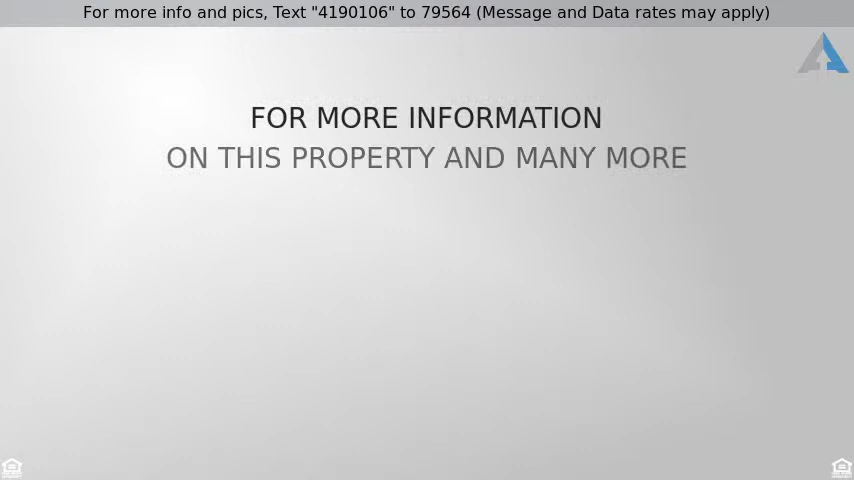 For more info and pics, Text "4190106" to 79564 (Message and Data rates may apply)
FOR MORE INFORMATION
ON THIS PROPERTY AND MANY MORE